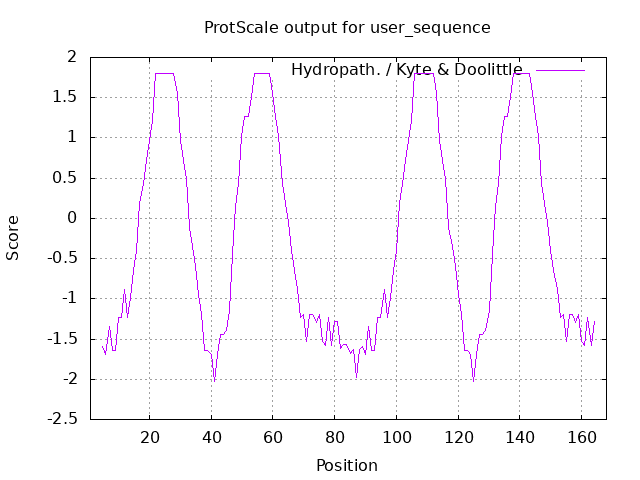 ProtScale output for user_sequence
Hydropath. / Kyte & Doolittle
2
1.5
1
0.5
0
-0.5
-1
-1.5
-2
-2.5
Score
20 40 60 80 100 120 140 160
Position